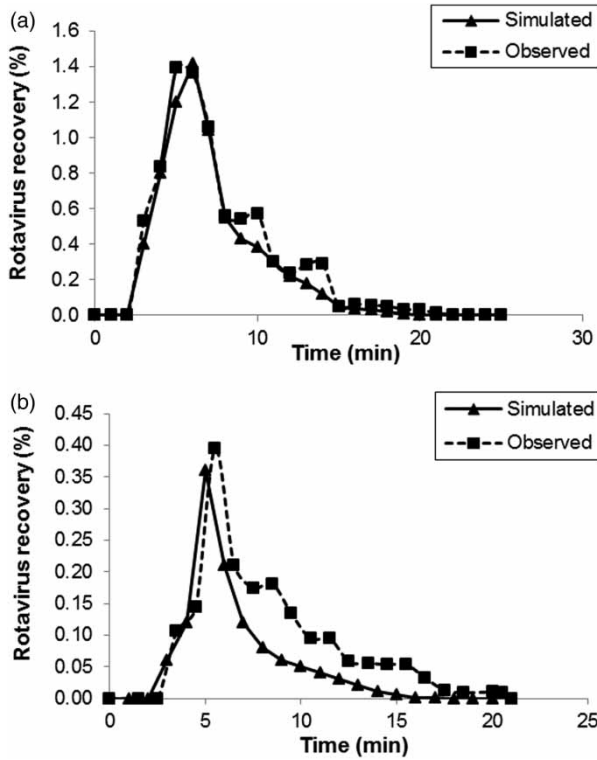 (a)
Simulated
Observed
Rotavirus recovery (%)
1.6
1.4
1.2
1.0
0.8
0.6
0.4
0.2
0.0
0 10 20 30
Time (min)
(b)
Simulated
Observed
Rotavirus recovery (%)
0.45
0.40
0.35
0.30
0.25
0.20
0.15
0.10
0.05
0.00
0 5 10 15 20 25
Time (min)